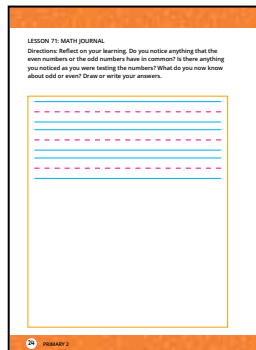 LESSON 71: MATH JOURNAL
Directions: Reflect on your learning. Do you notice anything that the
even numbers or the odd numbers have in common? Is there anything
you noticed as you were testing the numbers? What do you now know
about odd or even? Draw or write your answers.
24 PRIMARY 2